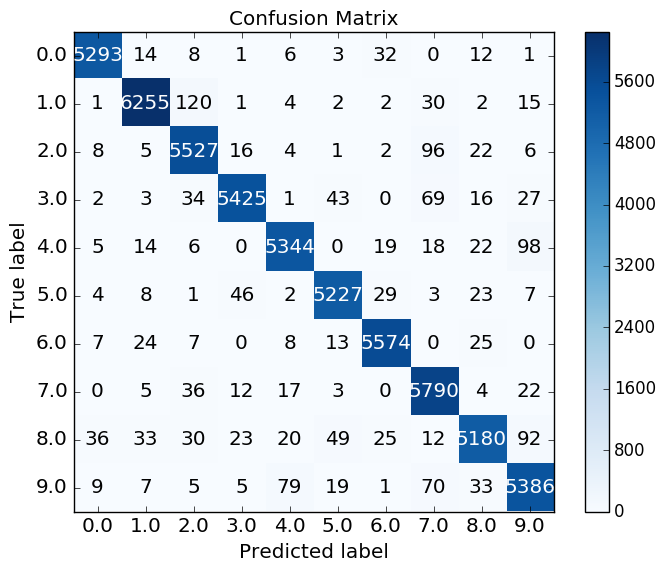 Confusion Matrix
0.0 5293 14 8 1 6 3 32 0 12 1
1.0 1 6255 120 1 4 2 2 30 2 15
2.0 8 5 5527 16 4 1 2 96 22 6
3.0 2 3 34 5425 1 43 0 69 16 27
4.0 5 14 6 0 5344 0 19 18 22 98
5.0 4 8 1 46 2 5227 29 3 23 7
6.0 7 24 7 0 8 13 5574 0 25 0
7.0 0 5 36 12 17 3 0 5790 4 22
8.0 36 33 30 23 20 49 25 12 5180 92
9.0 9 7 5 5 79 19 1 70 33 5386
0.0 1.0 2.0 3.0 4.0 5.0 6.0 7.0 8.0 9.0
Predicted label
True label
5600
4800
4000
3200
2400
1600
800
0